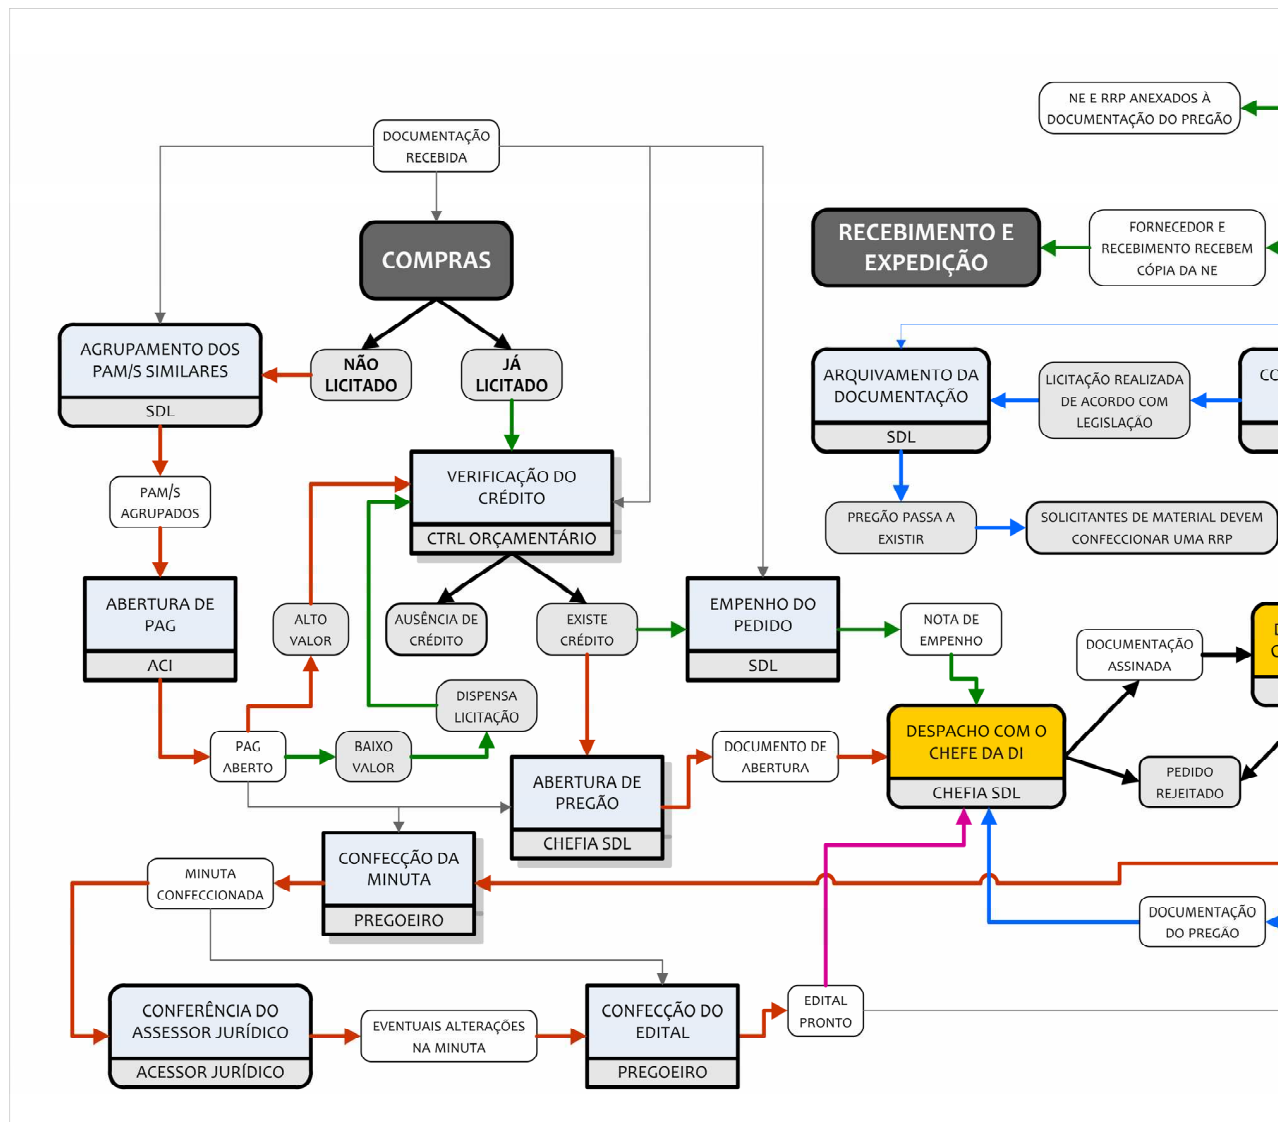 NE E RRP ANEXADOS À
DOCUMENTAÇÃO DO PREGÃO
DOCUMENTAÇÃO
RECEBIDA
COMPRAS
RECEBIMENTO E
EXPEDIÇÃO
FORNECEDOR E
RECEBIMENTO RECEBEM
CÓPIA DA NE
AGRUPAMENTO DOS
PAM/S SIMILARES
SDL
NÃO
LICITADO
JÁ
LICITADO
ARQUIVAMENTO DA
DOCUMENTAÇÃO
SDL
LICITAÇÃO REALIZADA
DE ACORDO COM
LEGISLAÇÃO
CO
PAM/S
AGRUPADOS
VERIFICAÇÃO DO
CRÉDITO
CTRL ORÇAMENTÁRIO
PREGÃO PASSA A
EXISTIR
SOLICITANTES DE MATERIAL DEVEM
CONFECCIONAR UMA RRP
ABERTURA DE
PAG
ACI
ALTO
VALOR
AUSÊNCIA DE
CRÉDITO
EXISTE
CRÉDITO
EMPENHO DO
PEDIDO
SDL
NOTA DE
EMPENHO
DOCUMENTAÇÃO
ASSINADA
DISPENSA
LICITAÇÃO
PAG
ABERTO
BAIXO
VALOR
ABERTURA DE
PREGÃO
CHEFIA SDL
DOCUMENTO DE
ABERTURA
DESPACHO COM O
CHEFE DA DI
CHEFIA SDL
PEDIDO
REJEITADO
CONFECÇÃO DA
MINUTA
PREGOEIRO
MINUTA
CONFECCIONADA
DOCUMENTAÇÃO
DO PREGÃO
CONFERÊNCIA DO
ASSESSOR JURÍDICO
ACESSOR JURÍDICO
EVENTUAIS ALTERAÇÕES
NA MINUTA
CONFECÇÃO DO
EDITAL
PREGOEIRO
EDITAL
PRONTO